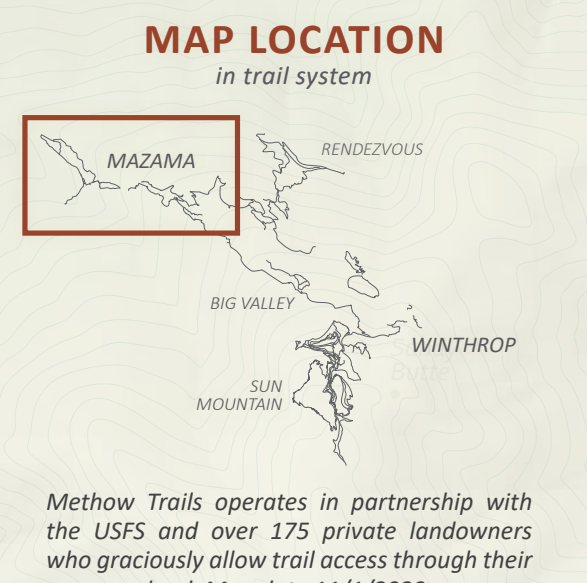 MAP LOCATION
in trail system
MAZAMA
RENDEZVOUS
BIG VALLEY
WINTHROP
Butte
SUN
MOUNTAIN
Methow Trails operates in partnership with
the USFS and over 175 private landowners
who graciously allow trail access through their